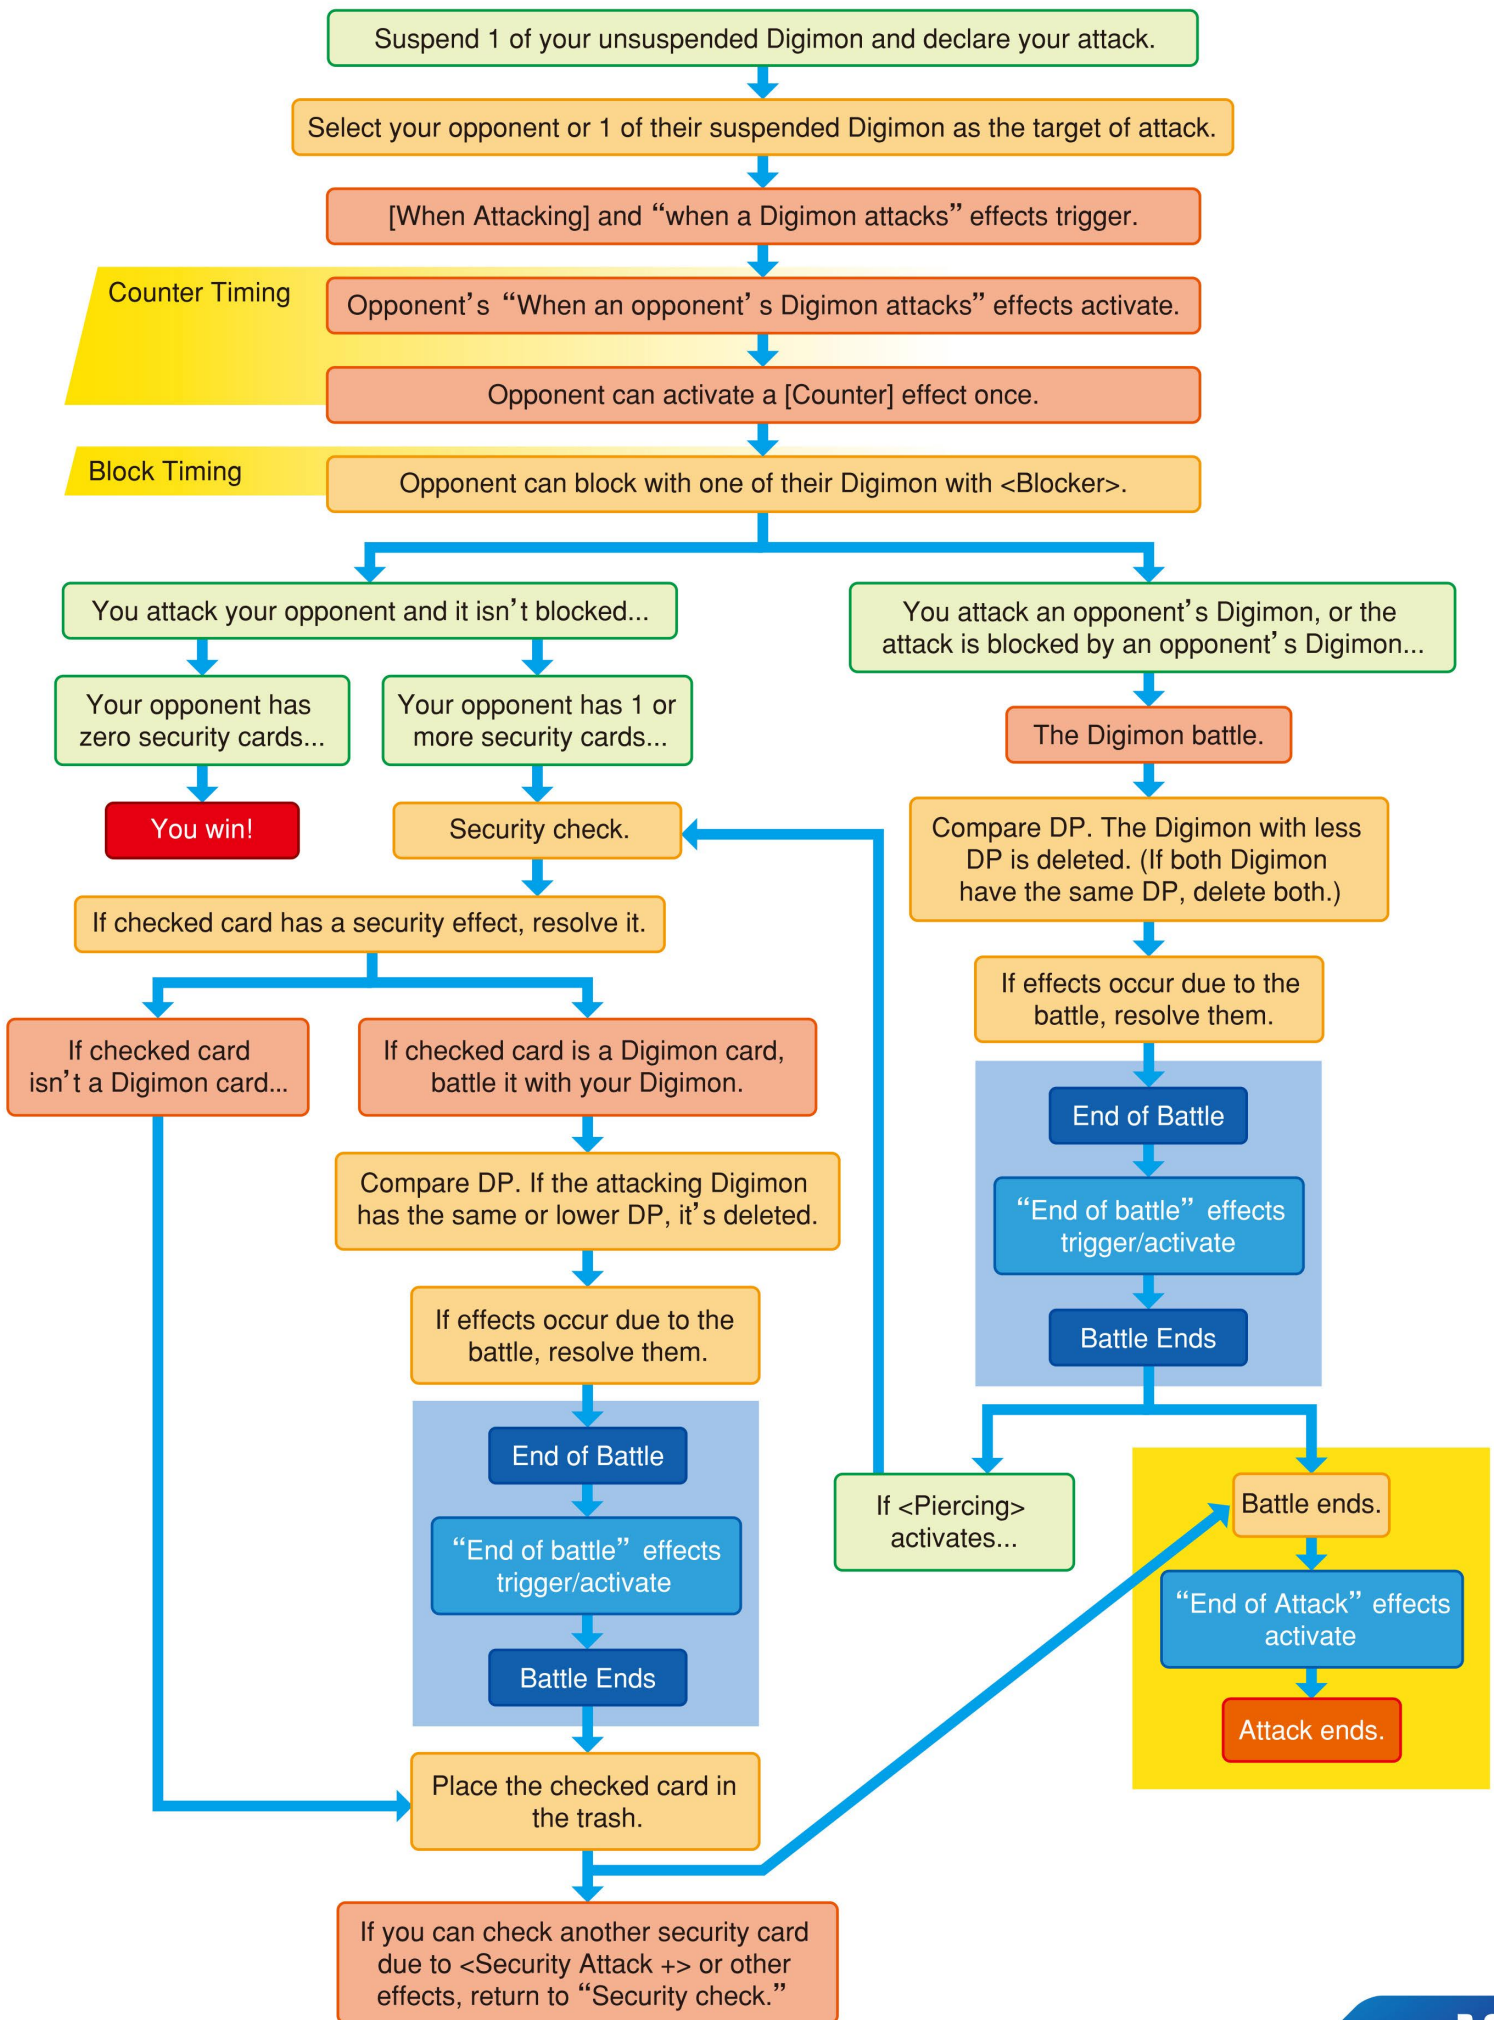 Suspend 1 of your unsuspended Digimon and declare your attack.
Select your opponent or 1 of their suspended Digimon as the target of attack.
[When Attacking] and “when a Digimon attacks” effects trigger.
Counter Timing
Opponent’s “When an opponent’s Digimon attacks” effects activate.
Opponent can activate a [Counter] effect once.
Block Timing
Opponent can block with one of their Digimon with <Blocker>.
You attack your opponent and it isn’t blocked...
Your opponent has
zero security cards...
You win!
Your opponent has 1 or
more security cards...
Security check.
If checked card has a security effect, resolve it.
If checked card
isn’t a Digimon card...
If checked card is a Digimon card,
battle it with your Digimon.
Compare DP. If the attacking Digimon
has the same or lower DP, it’s deleted.
If effects occur due to the
battle, resolve them.
End of Battle
“End of battle” effects
trigger/activate
Battle Ends
Place the checked card in
the trash.
If you can check another security card
due to <Security Attack +> or other
effects, return to “Security check.”
You attack an opponent’s Digimon, or the
attack is blocked by an opponent’s Digimon...
The Digimon battle.
Compare DP. The Digimon with less
DP is deleted. (If both Digimon
have the same DP, delete both.)
If effects occur due to the
battle, resolve them.
End of Battle
“End of battle” effects
trigger/activate
Battle Ends
If <Piercing>
activates...
Battle ends.
“End of Attack” effects
activate
Attack ends.